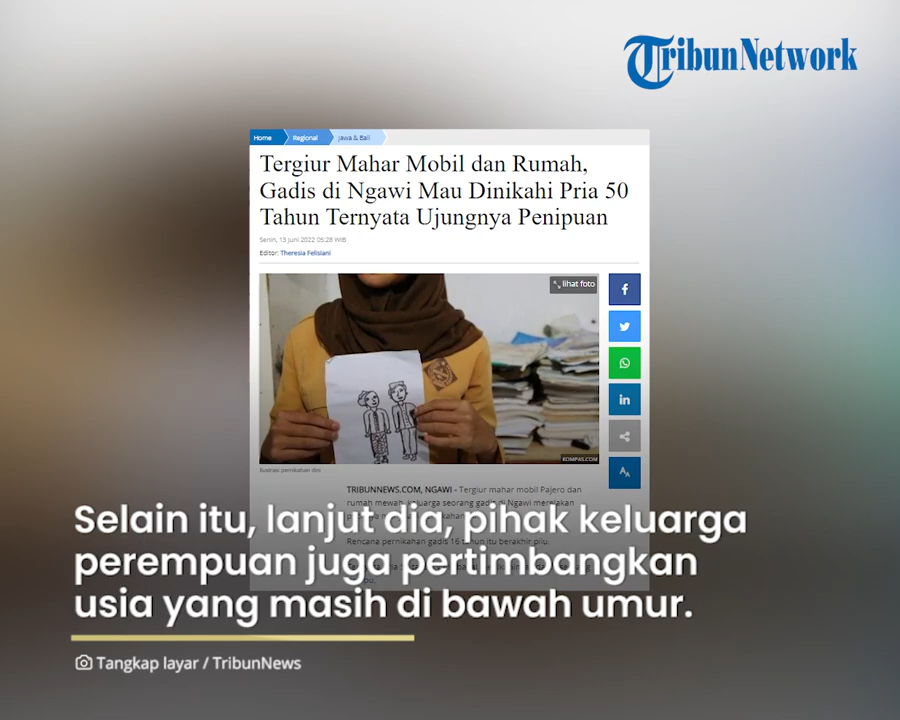 TribunNetwork
Home Regional Jawa & Bali
Tergiur Mahar Mobil dan Rumah,
Gadis di Ngawi Mau Dinikahi Pria 50
Tahun Ternyata Ujungnya Penipuan
Senin, 13 Juni 2022 05:28 WIB
Editor: Theresia Felisiani
lihat foto
KOMPAS.COM
Ilustrasi pernikahan dini
TRIBUNNEWS.COM, NGAWI - Tergiur mahar mobil Pajero dan
rumah mewah, keluarga seorang gadis di Ngawi merelakan
Rencana pernikahan gadis 16 tahun itu berakhir pilu.
Selain itu, lanjut dia, pihak keluarga
perempuan juga pertimbangkan
usia yang masih di bawah umur.
Tangkap layar / TribunNews